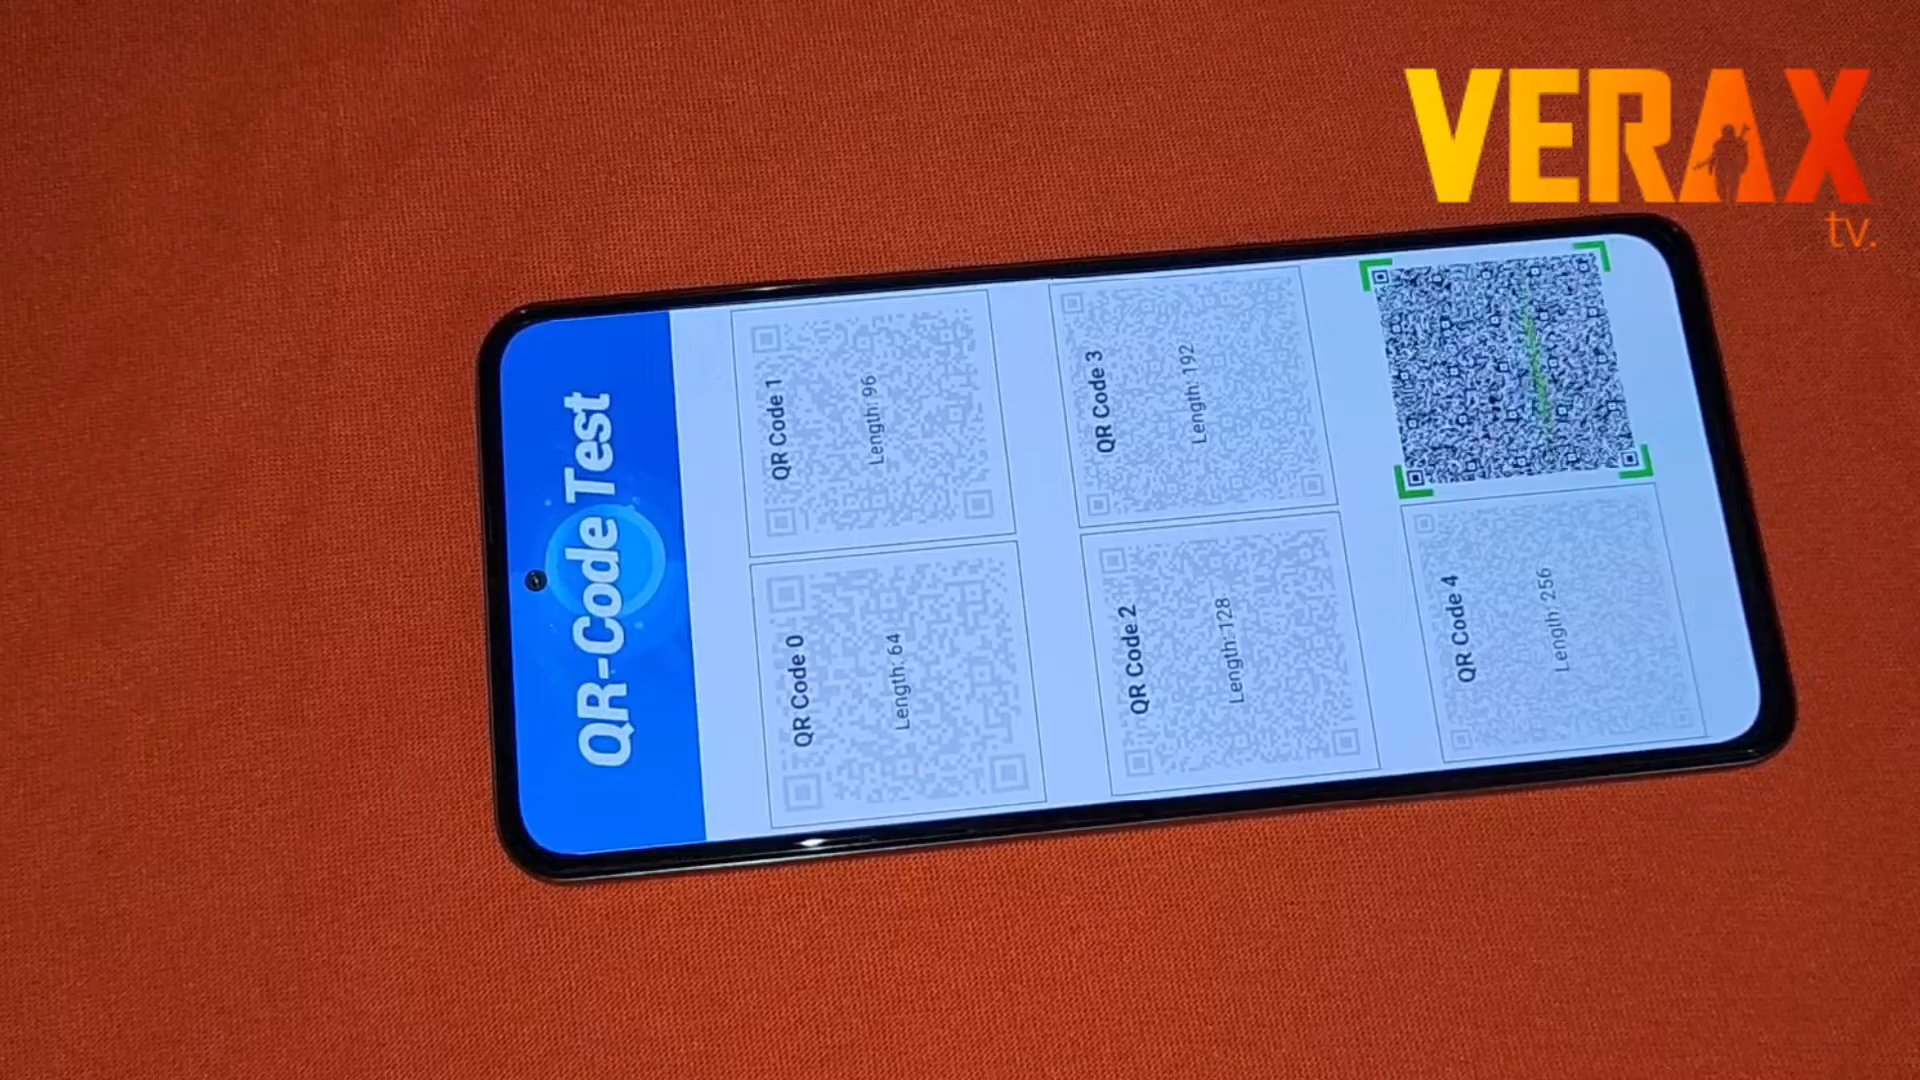 VERAX
tv.
QR-Code Test
QR Code 0
Length: 64
QR Code 1
Length: 96
QR Code 2
Length: 128
QR Code 3
Length: 192
QR Code 4
Length: 256